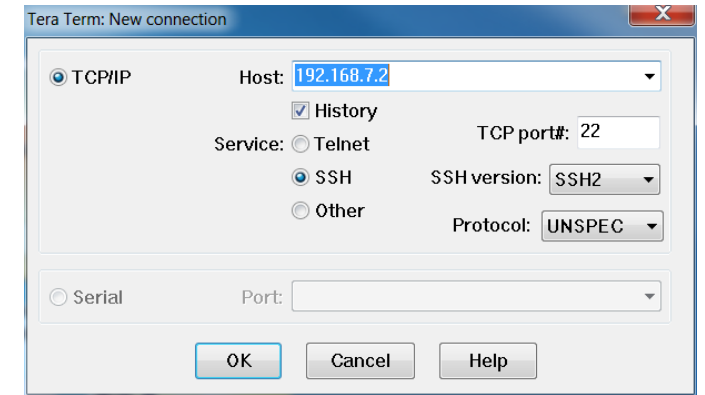 Tera Term: New connection
TCP/IP Host: 192.168.7.2
History
Service: Telnet TCP port#: 22
SSH SSH version: SSH2
Other Protocol: UNSPEC
Serial Port:
OK Cancel Help